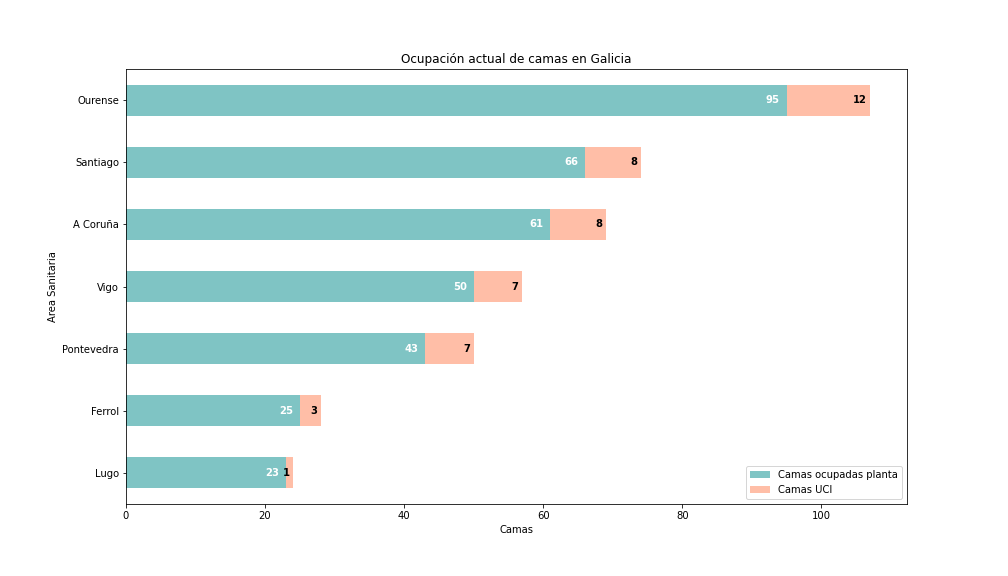 Ocupación actual de camas en Galicia
Ourense 95 12
Santiago 66 8
A Coruña 61 8
Vigo 50 7
Pontevedra 43 7
Ferrol 25 3
Lugo 23 1
Area Sanitaria
0 20 40 60 80 100
Camas
Camas ocupadas planta
Camas UCI